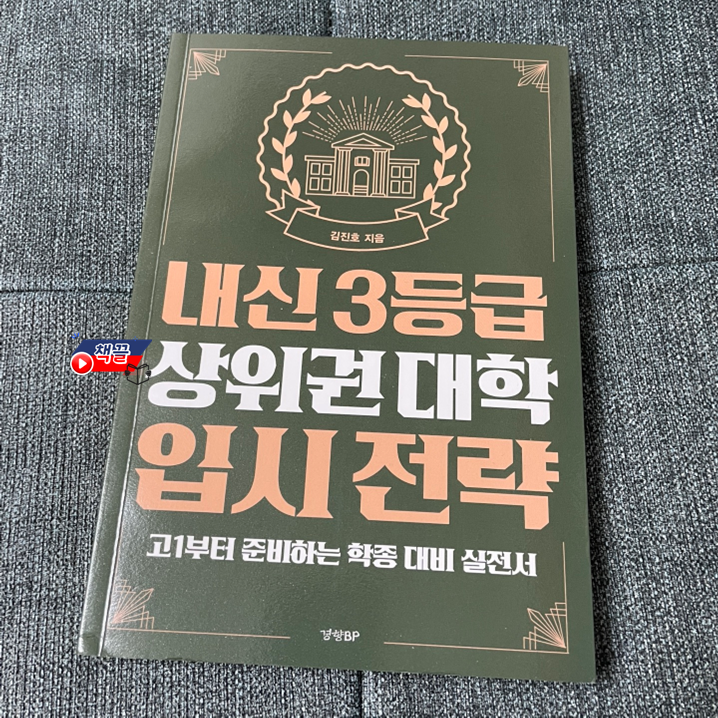 김진호 지음
내신 3등급
책끌
상위권 대학
입시 전략
고1부터 준비하는 학종 대비 실전서
경향BP